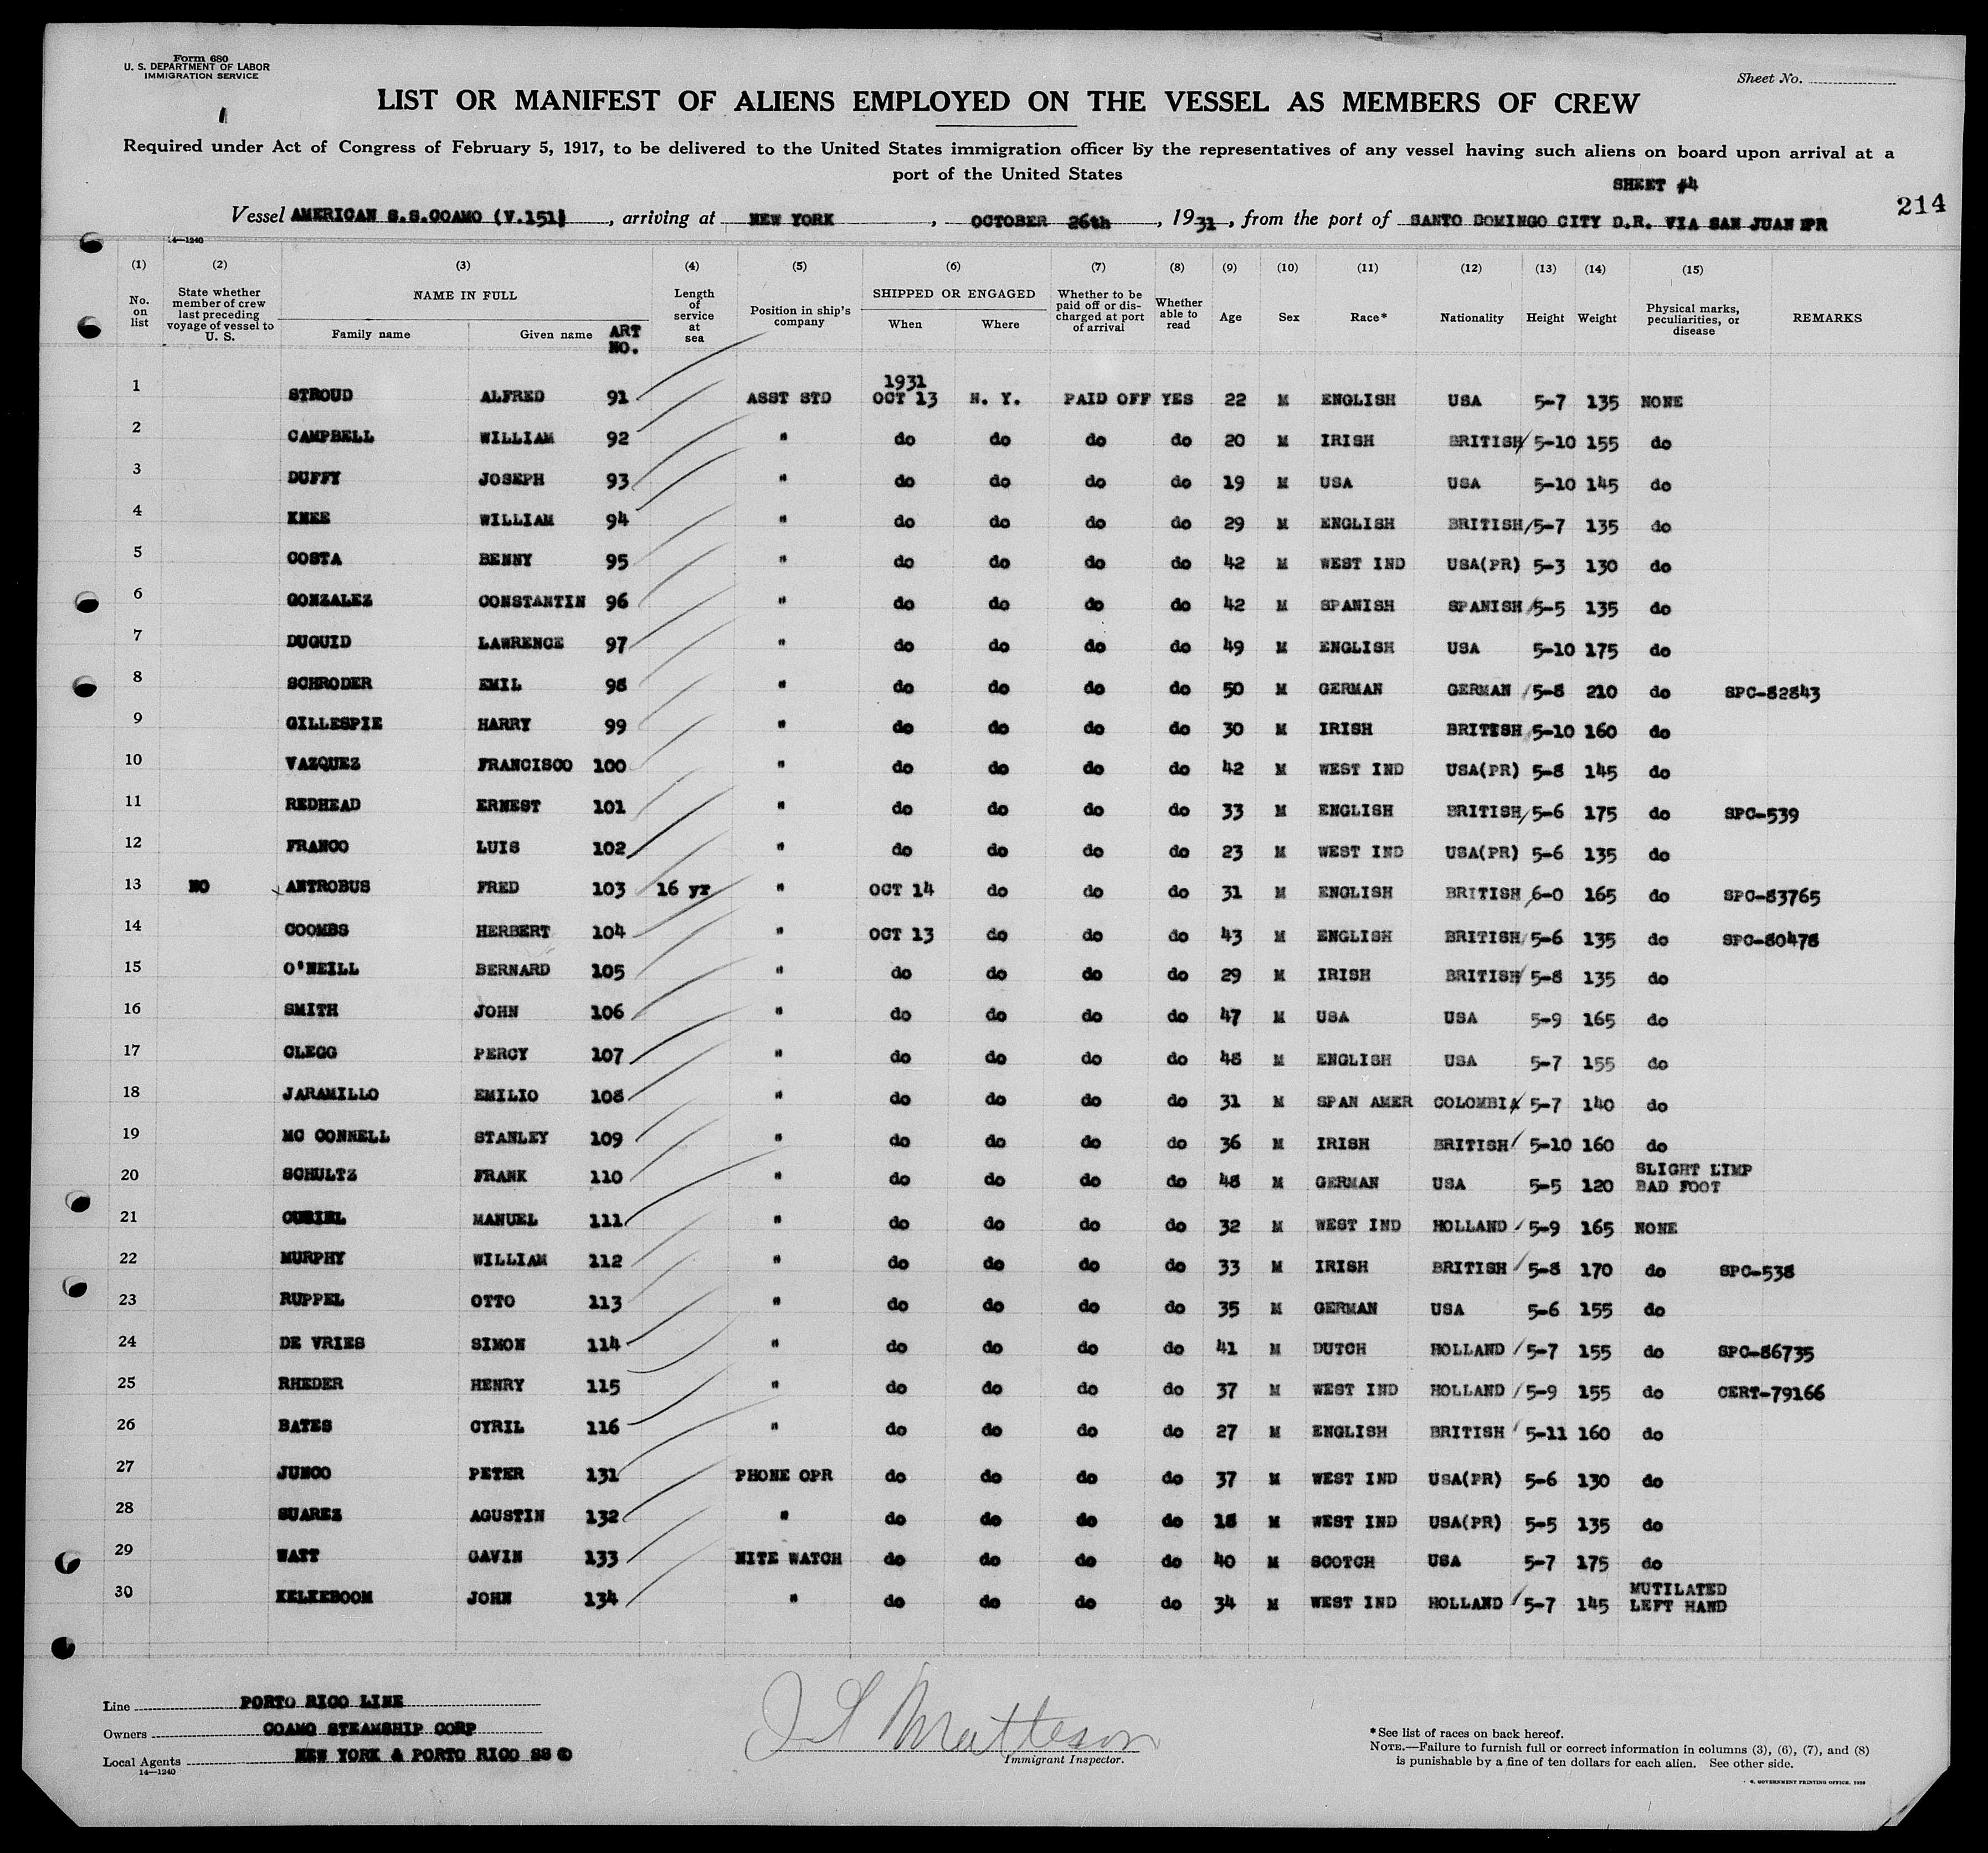 Form 680
U. S. DEPARTMENT OF LABOR
IMMIGRATION SERVICE
Sheet No.
LIST OR MANIFEST OF ALIENS EMPLOYED ON THE VESSEL AS MEMBERS OF CREW
Required under Act of Congress of February 5, 1917, to be delivered to the United States immigration officer by the representatives of any vessel having such aliens on board upon arrival at a
port of the United States
SHEET #4
214
Vessel AMERICAN S.S.COAMO (V.151), arriving at NEW YORK, OCTOBER 26th, 1931, from the port of SANTO DOMINGO CITY D.R. VIA SAN JUAN PR
14—1240
(1) (2) (3) (4) (5) (6) (7) (8) (9) (10) (11) (12) (13) (14) (15)
No. on list
State whether member of crew last preceding voyage of vessel to U. S.
NAME IN FULL
Family name
Given name
ART NO.
Length of service at sea
Position in ship's company
SHIPPED OR ENGAGED
When
Where
Whether to be paid off or discharged at port of arrival
Whether able to read
Age
Sex
Race*
Nationality
Height
Weight
Physical marks, peculiarities, or disease
REMARKS
1931
1 STROUD ALFRED 91 ASST STD OCT 13 N. Y. PAID OFF YES 22 M ENGLISH USA 5-7 135 NONE
2 CAMPBELL WILLIAM 92 " do do do do 20 M IRISH BRITISH 5-10 155 do
3 DUFFY JOSEPH 93 " do do do do 19 M USA USA 5-10 145 do
4 KNEE WILLIAM 94 " do do do do 29 M ENGLISH BRITISH 5-7 135 do
5 COSTA BENNY 95 " do do do do 42 M WEST IND USA(PR) 5-3 130 do
6 GONZALEZ CONSTANTIN 96 " do do do do 42 M SPANISH SPANISH 5-5 135 do
7 DUGUID LAWRENCE 97 " do do do do 49 M ENGLISH USA 5-10 175 do
8 SCHRODER EMIL 98 " do do do do 50 M GERMAN GERMAN 5-8 210 do SPC-82843
9 GILLESPIE HARRY 99 " do do do do 30 M IRISH BRITISH 5-10 160 do
10 VAZQUEZ FRANCISCO 100 " do do do do 42 M WEST IND USA(PR) 5-8 145 do
11 REDHEAD ERNEST 101 " do do do do 33 M ENGLISH BRITISH 5-6 175 do SPC-539
12 FRANCO LUIS 102 " do do do do 23 M WEST IND USA(PR) 5-6 135 do
13 NO ANTROBUS FRED 103 16 yr " OCT 14 do do do 31 M ENGLISH BRITISH 6-0 165 do SPC-83765
14 COOMBS HERBERT 104 " OCT 13 do do do 43 M ENGLISH BRITISH 5-6 135 do SPC-80478
15 O'NEILL BERNARD 105 " do do do do 29 M IRISH BRITISH 5-8 135 do
16 SMITH JOHN 106 " do do do do 47 M USA USA 5-9 165 do
17 CLEGG PERCY 107 " do do do do 48 M ENGLISH USA 5-7 155 do
18 JARAMILLO EMILIO 108 " do do do do 31 M SPAN AMER COLOMBIA 5-7 140 do
19 MC CONNELL STANLEY 109 " do do do do 36 M IRISH BRITISH 5-10 160 do
20 SCHULTZ FRANK 110 " do do do do 48 M GERMAN USA 5-5 120 SLIGHT LIMP BAD FOOT
21 CURIEL MANUEL 111 " do do do do 32 M WEST IND HOLLAND 5-9 165 NONE
22 MURPHY WILLIAM 112 " do do do do 33 M IRISH BRITISH 5-8 170 do SPC-538
23 RUPPEL OTTO 113 " do do do do 35 M GERMAN USA 5-6 155 do
24 DE VRIES SIMON 114 " do do do do 41 M DUTCH HOLLAND 5-7 155 do SPC-86735
25 RHEDER HENRY 115 " do do do do 37 M WEST IND HOLLAND 5-9 155 do CERT-79166
26 BATES CYRIL 116 " do do do do 27 M ENGLISH BRITISH 5-11 160 do
27 JUNCO PETER 131 PHONE OPR do do do do 37 M WEST IND USA(PR) 5-6 130 do
28 SUAREZ AGUSTIN 132 " do do do do 18 M WEST IND USA(PR) 5-5 135 do
29 WATT GAVIN 133 NITE WATCH do do do do 40 M SCOTCH USA 5-7 175 do
30 KELKEBOOM JOHN 134 " do do do do 34 M WEST IND HOLLAND 5-7 145 MUTILATED LEFT HAND
Line PORTO RICO LINE
Owners COAMO STEAMSHIP CORP
Local Agents NEW YORK & PORTO RICO SS
14—1240
J S Matteson
Immigrant Inspector.
*See list of races on back hereof.
NOTE.—Failure to furnish full or correct information in columns (3), (6), (7), and (8)
is punishable by a fine of ten dollars for each alien. See other side.
GOVERNMENT PRINTING OFFICE